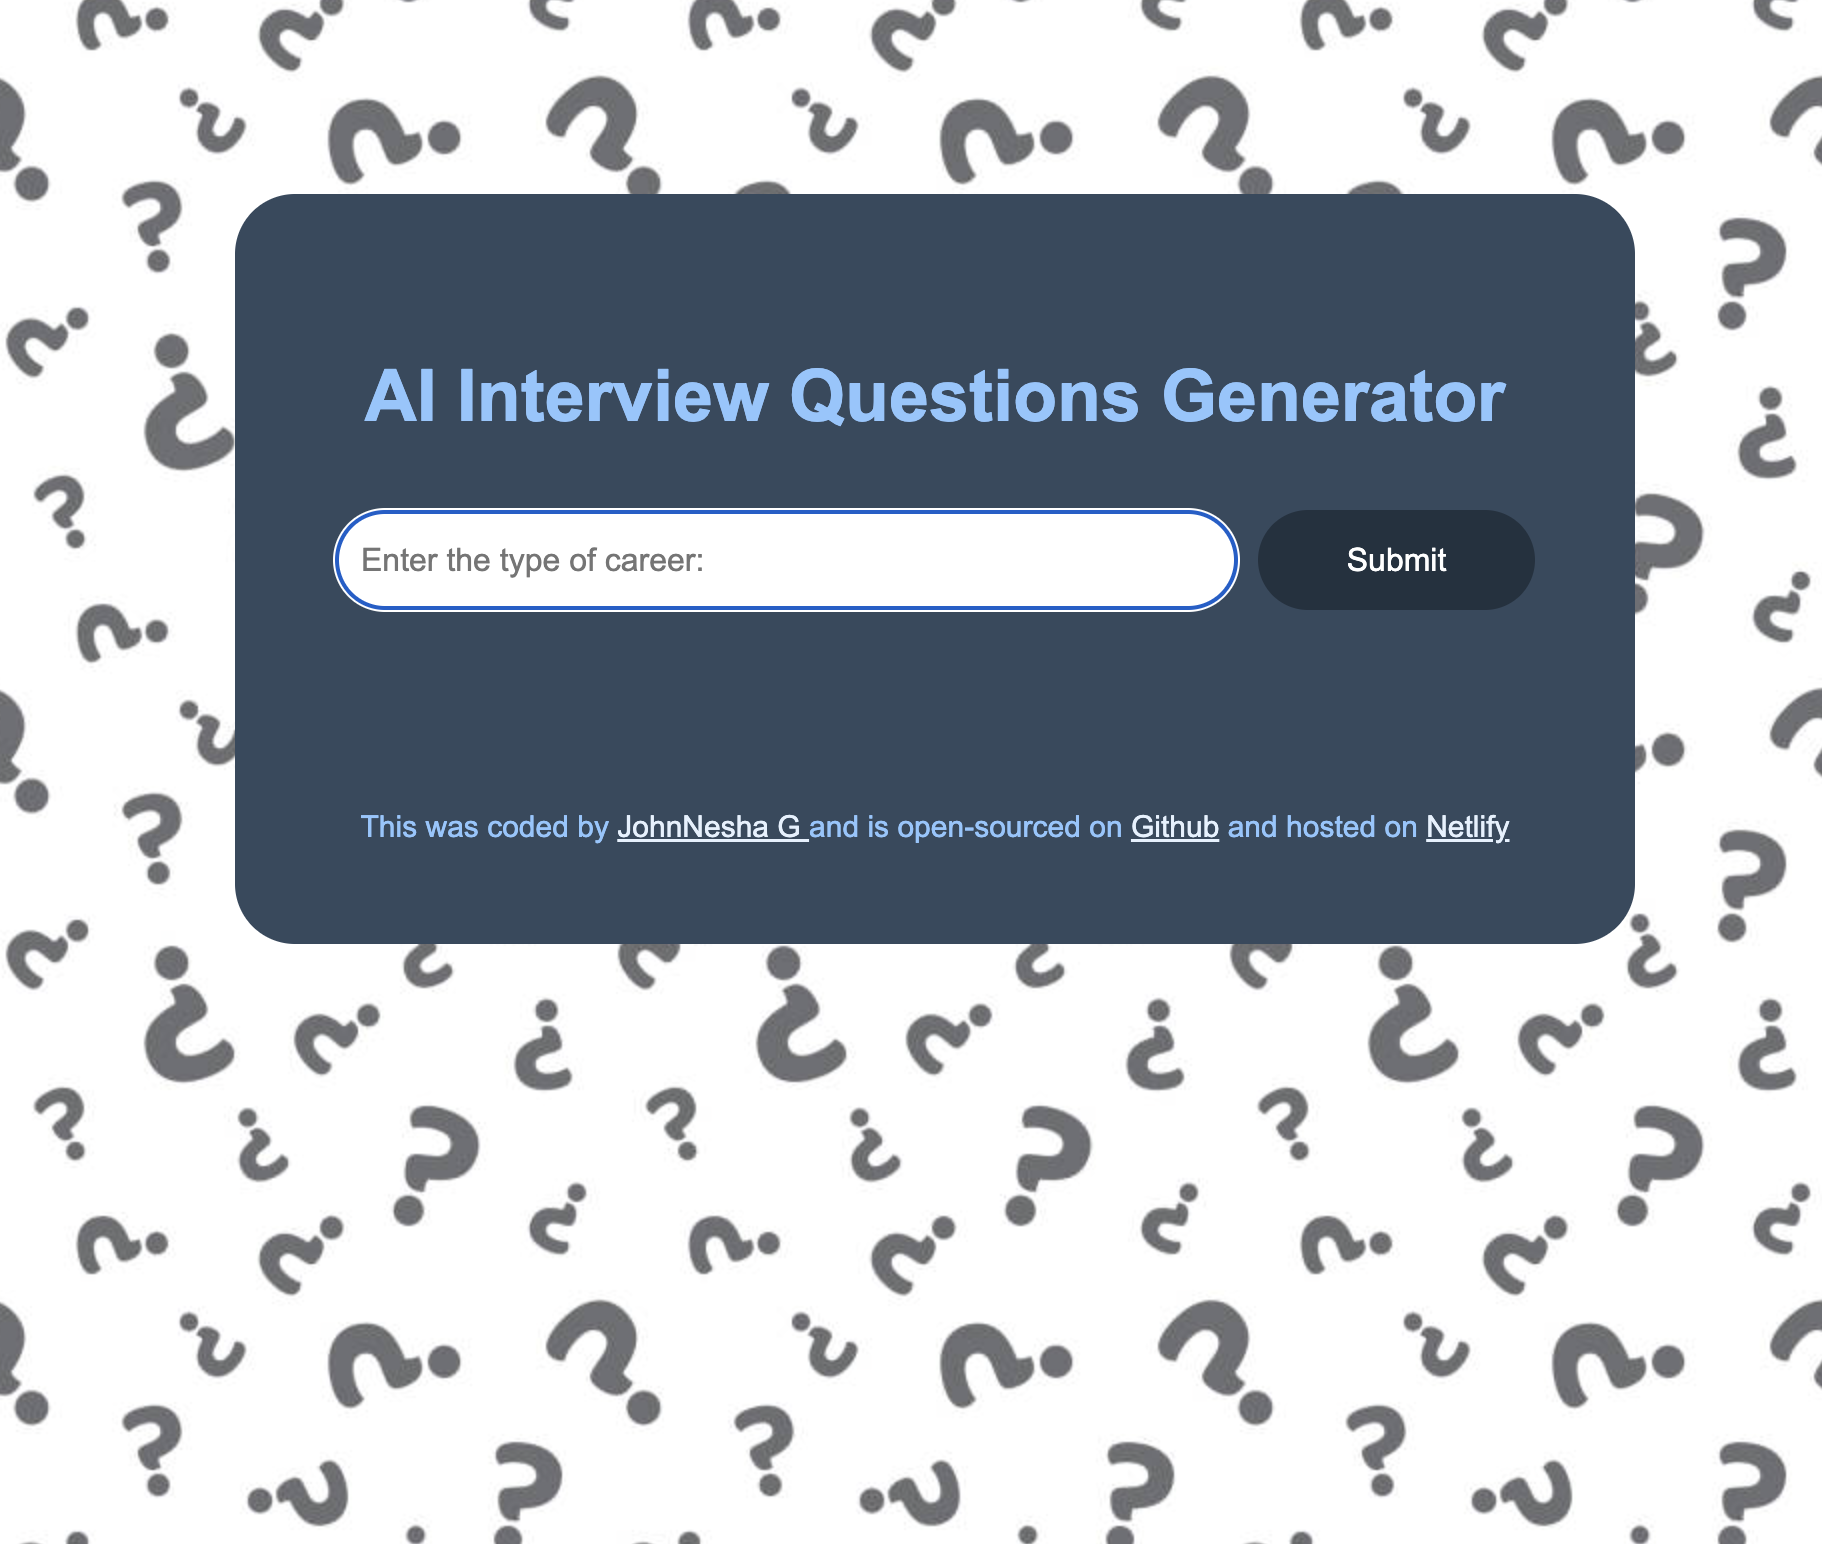 AI Interview Questions Generator
Enter the type of career:
Submit
This was coded by JohnNesha G and is open-sourced on Github and hosted on Netlify